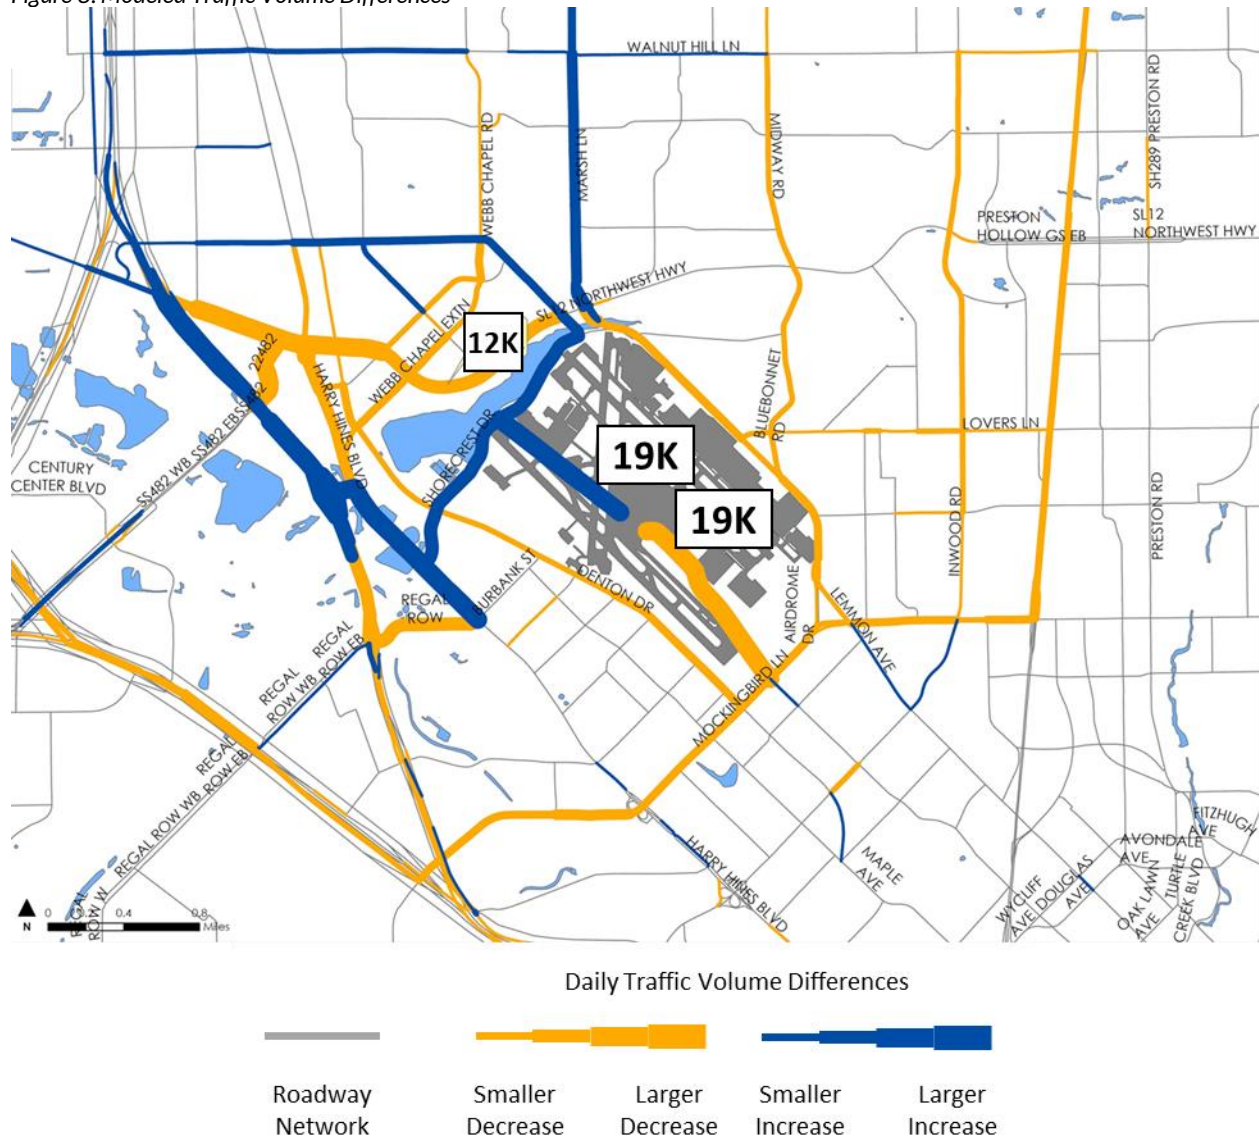 Figure 8. Modeled Traffic Volume Differences
WALNUT HILL LN
WEBB CHAPEL RD
MARSH LN
MIDWAY RD
SH289 PRESTON RD
PRESTON
HOLLOW GS EB
SL12
NORTHWEST HWY
SL12 NORTHWEST HWY
12K
WEBB CHAPEL EXTN
22482
HARRY HINES BLVD
SS482 WB SS482 EBSS482
CENTURY
CENTER BLVD
SHORECREST DR
BLUEBONNET
RD
LOVERS LN
19K
19K
INWOOD RD
PRESTON RD
BURBANK ST
DENTON DR
REGAL
ROW
AIRDROME
DR
LEMMON AVE
MOCKINGBIRD LN
REGAL
ROW WB
REGAL
ROW EB
REGAL
ROW EB
REGAL ROW WB
REGAL
ROW W
HARRY HINES BLVD
MAPLE
AVE
WYCLIFF
AVE
DOUGLAS
AVE
OAK LAWN
AVE
TURTLE
CREEK BLVD
AVONDALE
AVE
FITZHUGH
AVE
N
0 0.2 0.4 0.8
Miles
Daily Traffic Volume Differences
Roadway
Network
Smaller
Decrease
Larger
Decrease
Smaller
Increase
Larger
Increase